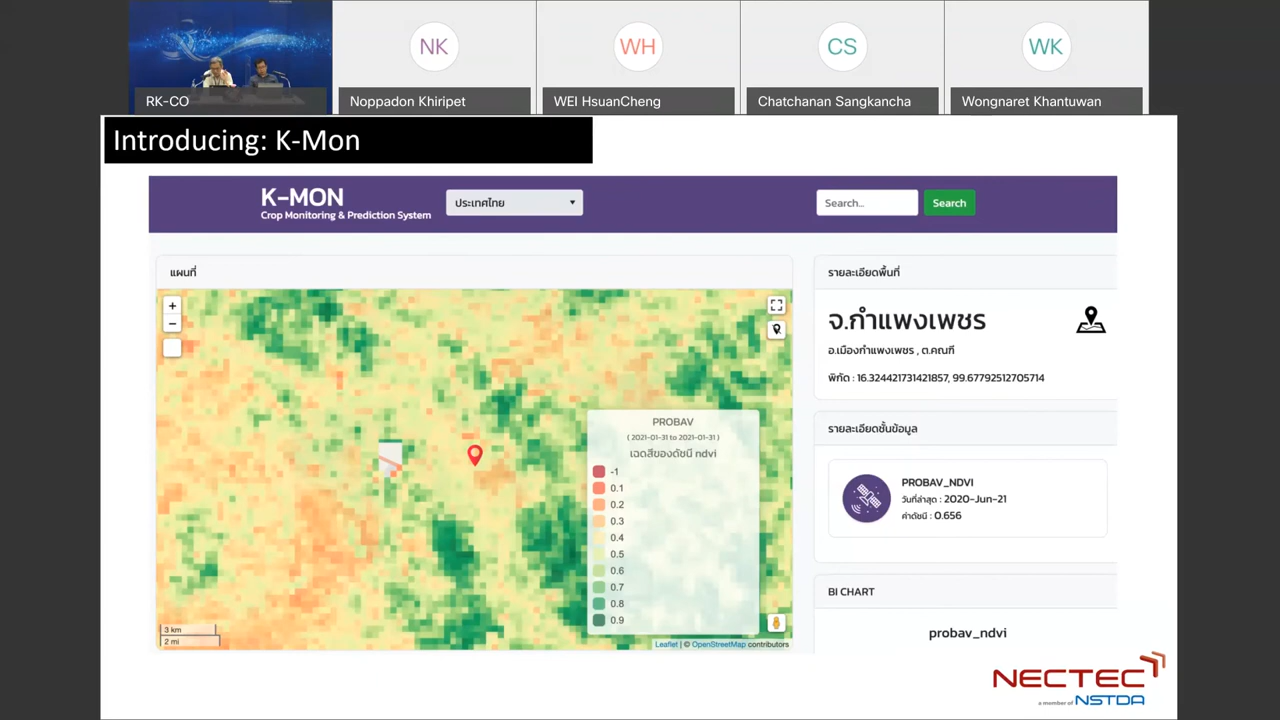 NK
WH
CS
WK
RK-CO
Noppadon Khiripet
WEI HsuanCheng
Chatchanan Sangkancha
Wongnaret Khantuwan
Introducing: K-Mon
K-MON
Crop Monitoring & Prediction System
ประเทศไทย
Search...
Search
แผนที่
+
−
PROBAV
( 2021-01-31 to 2021-01-31 )
เฉดสีของดัชนี ndvi
-1
0.1
0.2
0.3
0.4
0.5
0.6
0.7
0.8
0.9
3 km
2 mi
Leaflet | © OpenStreetMap contributors
รายละเอียดพื้นที่
จ.กำแพงเพชร
อ.เมืองกำแพงเพชร , ต.คณฑี
พิกัด : 16.324421731421857, 99.67792512705714
รายละเอียดชั้นข้อมูล
PROBAV_NDVI
วันที่ล่าสุด : 2020-Jun-21
ค่าดัชนี : 0.656
BI CHART
probav_ndvi
NECTEC
a member of NSTDA